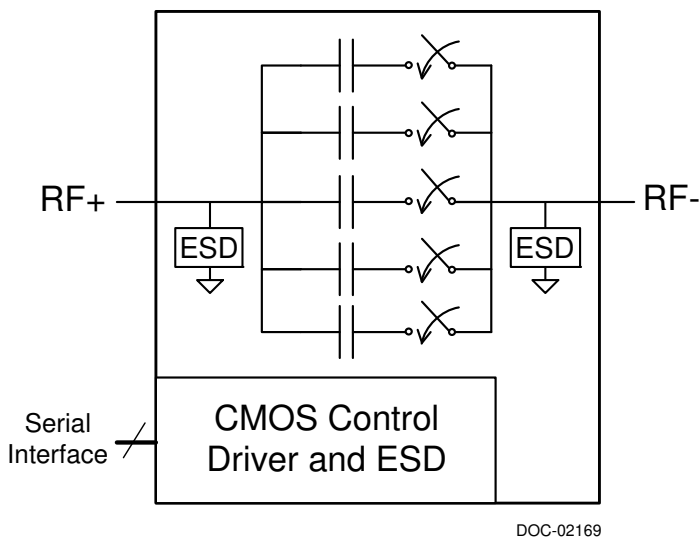 RF+
RF-
ESD
ESD
Serial
Interface
CMOS Control
Driver and ESD
DOC-02169